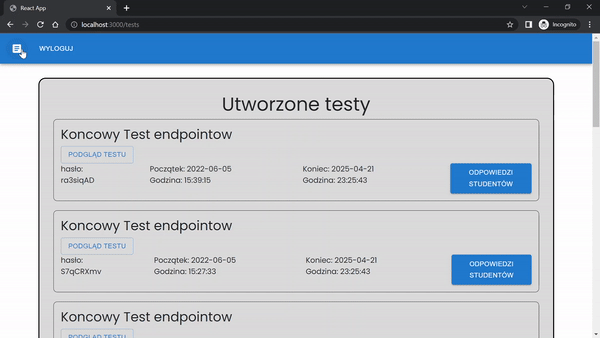 React App
localhost:3000/tests
Incognito
WYLOGUJ
Utworzone testy
Koncowy Test endpointow
PODGLĄD TESTU
hasło:
ra3siqAD
Początek: 2022-06-05
Godzina: 15:39:15
Koniec: 2025-04-21
Godzina: 23:25:43
ODPOWIEDZI
STUDENTÓW
Koncowy Test endpointow
PODGLĄD TESTU
hasło:
S7qCRXmv
Początek: 2022-06-05
Godzina: 15:27:33
Koniec: 2025-04-21
Godzina: 23:25:43
ODPOWIEDZI
STUDENTÓW
Koncowy Test endpointow
PODGLĄD TESTU